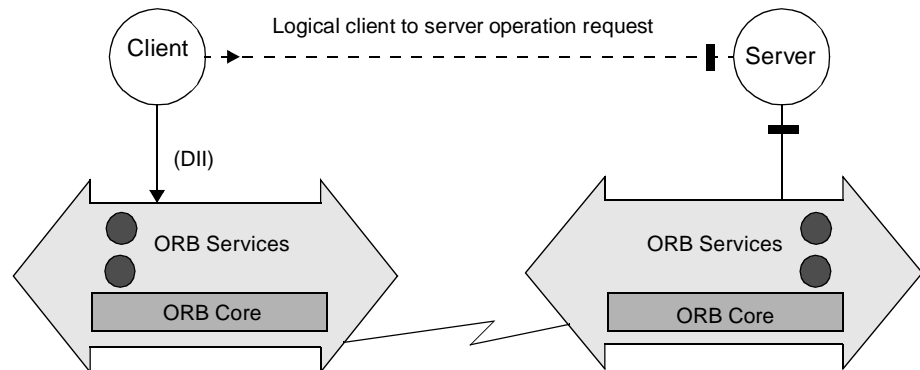 Logical client to server operation request
Client
Server
(DII)
ORB Services
ORB Services
ORB Core
ORB Core